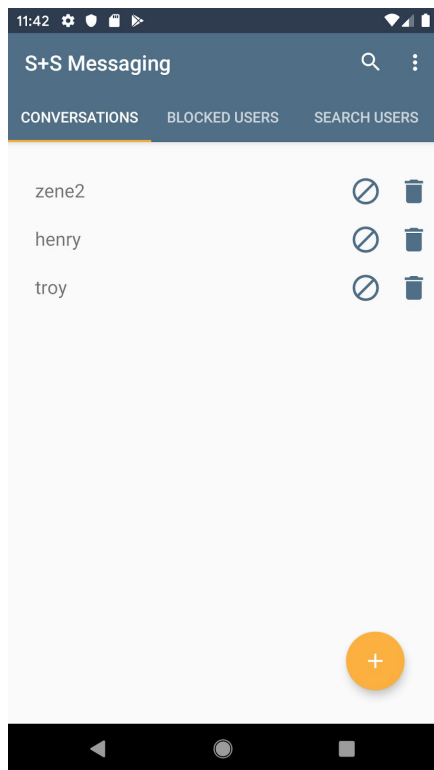 11:42
S+S Messaging
CONVERSATIONS BLOCKED USERS SEARCH USERS
zene2
henry
troy
+